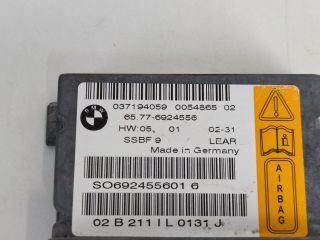 BMW
037194059 0054865 02
65.77-6924556
HW:05. 01 02-31
SSBF 9 LEAR
Made in Germany
SO692455601 6
02 B 211 I L 0131 J
AIRBAG